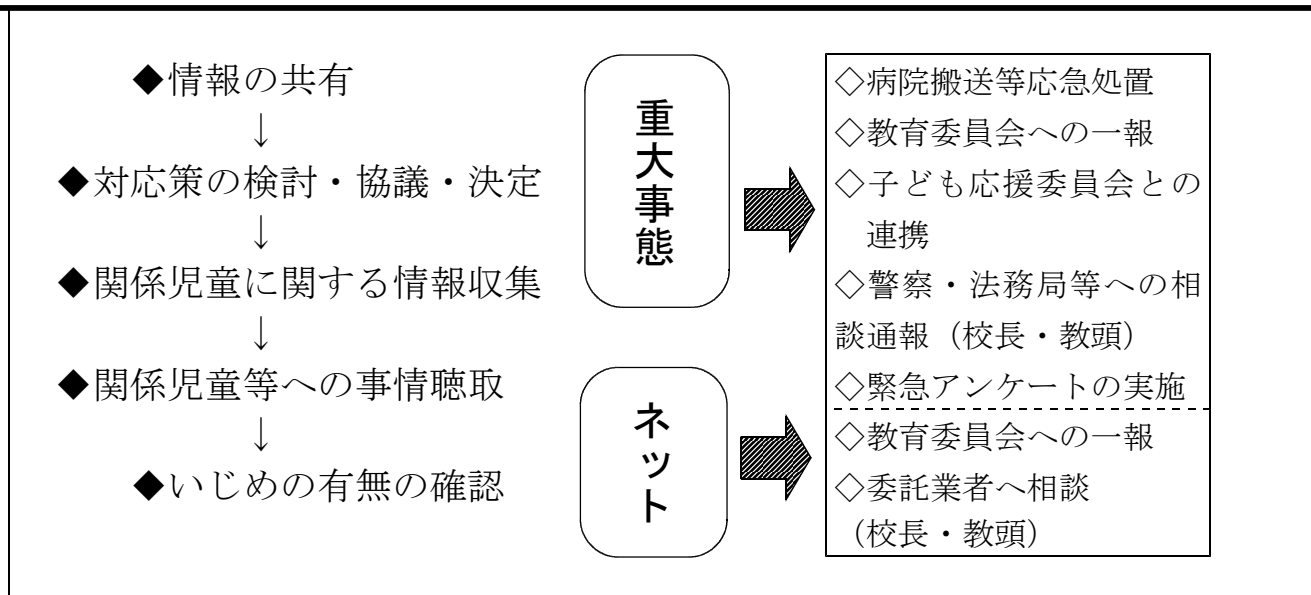 ◆情報の共有
↓
◆対応策の検討・協議・決定
↓
◆関係児童に関する情報収集
↓
◆関係児童等への事情聴取
↓
◆いじめの有無の確認
重大事態
◇病院搬送等応急処置
◇教育委員会への一報
◇子ども応援委員会との
連携
◇警察・法務局等への相
談通報（校長・教頭）
◇緊急アンケートの実施
ネット
◇教育委員会への一報
◇委託業者へ相談
（校長・教頭）